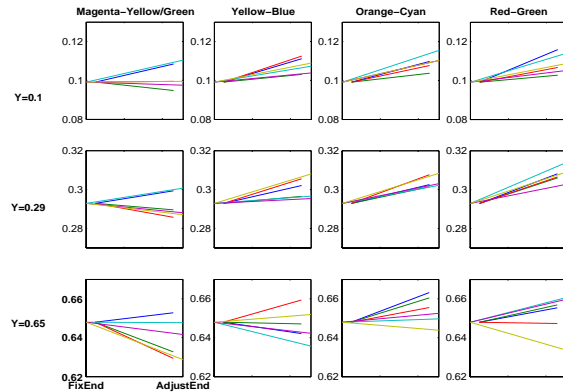 Magenta−Yellow/Green Yellow−Blue Orange−Cyan Red−Green
0.12 0.12 0.12 0.12
0.1 0.1 0.1 0.1
Y=0.1
0.08 0.08 0.08 0.08
0.32 0.32 0.32 0.32
0.3 0.3 0.3 0.3
Y=0.29
0.28 0.28 0.28 0.28
0.66 0.66 0.66 0.66
Y=0.65
0.64 0.64 0.64 0.64
0.62 0.62 0.62 0.62
FixEnd AdjustEnd